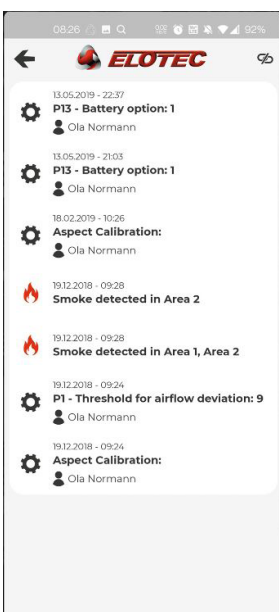 08:26
92%
ELOTEC
13.05.2019 - 22:37
P13 - Battery option: 1
Ola Normann
13.05.2019 - 21:03
P13 - Battery option: 1
Ola Normann
18.02.2019 - 10:26
Aspect Calibration:
Ola Normann
19.12.2018 - 09:28
Smoke detected in Area 2
19.12.2018 - 09:28
Smoke detected in Area 1, Area 2
19.12.2018 - 09:24
P1 - Threshold for airflow deviation: 9
Ola Normann
19.12.2018 - 09:24
Aspect Calibration:
Ola Normann